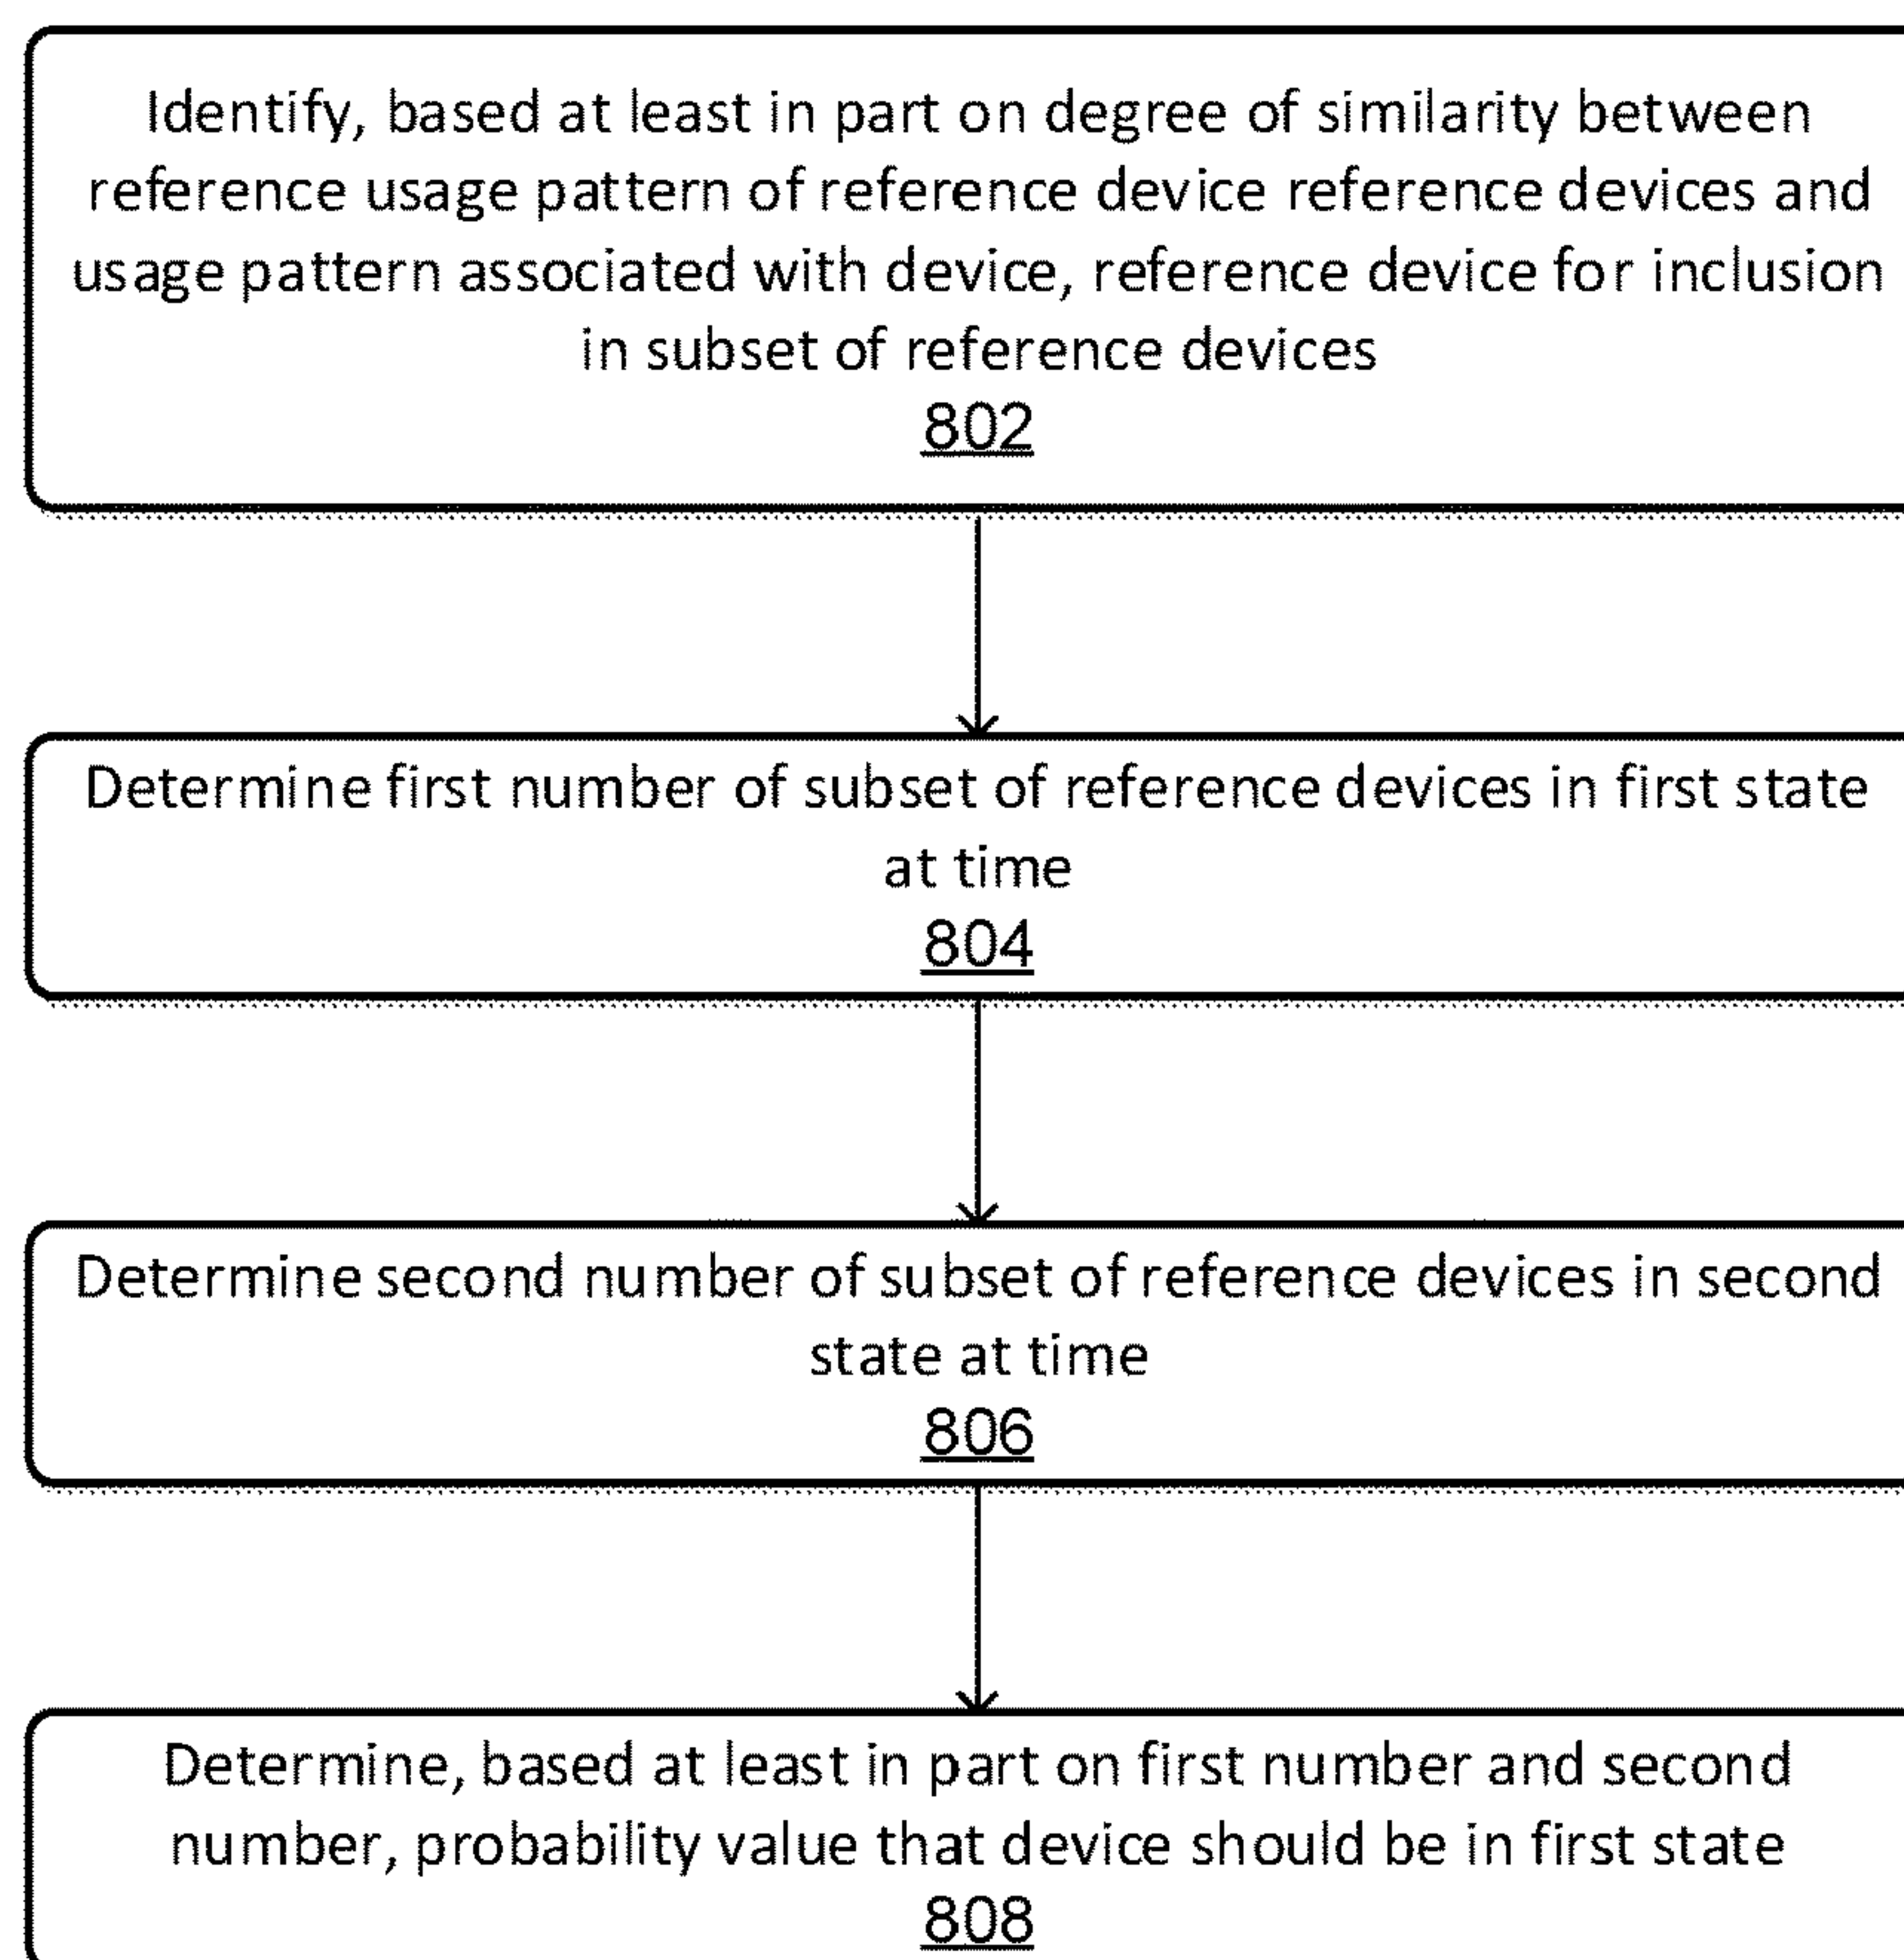 Identify, based at least in part on degree of similarity between
reference usage pattern of reference device reference devices and
usage pattern associated with device, reference device for inclusion
in subset of reference devices
802
Determine first number of subset of reference devices in first state
at time
804
Determine second number of subset of reference devices in second
state at time
806
Determine, based at least in part on first number and second
number, probability value that device should be in first state
808